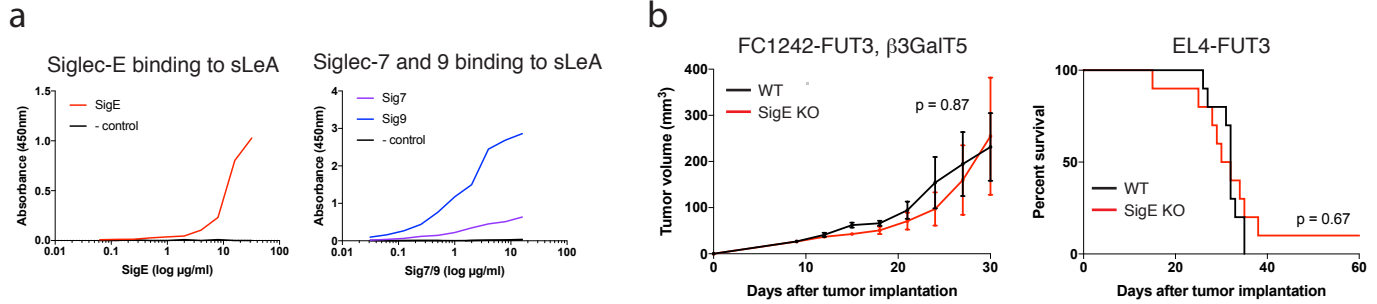 a
Siglec-E binding to sLeA
Absorbance (450nm)
1.5
1.0
0.5
0.0
SigE
- control
0.01
0.1
1
10
100
SigE (log µg/ml)
Siglec-7 and 9 binding to sLeA
Absorbance (450nm)
4
3
2
1
0
Sig7
Sig9
- control
0.01
0.1
1
10
100
Sig7/9 (log µg/ml)
b
FC1242-FUT3, β3GalT5
Tumor volume (mm³)
400
300
200
100
0
WT
SigE KO
p = 0.87
0
10
20
30
Days after tumor implantation
EL4-FUT3
Percent survival
100
50
0
WT
SigE KO
p = 0.67
0
20
40
60
Days after tumor implantation